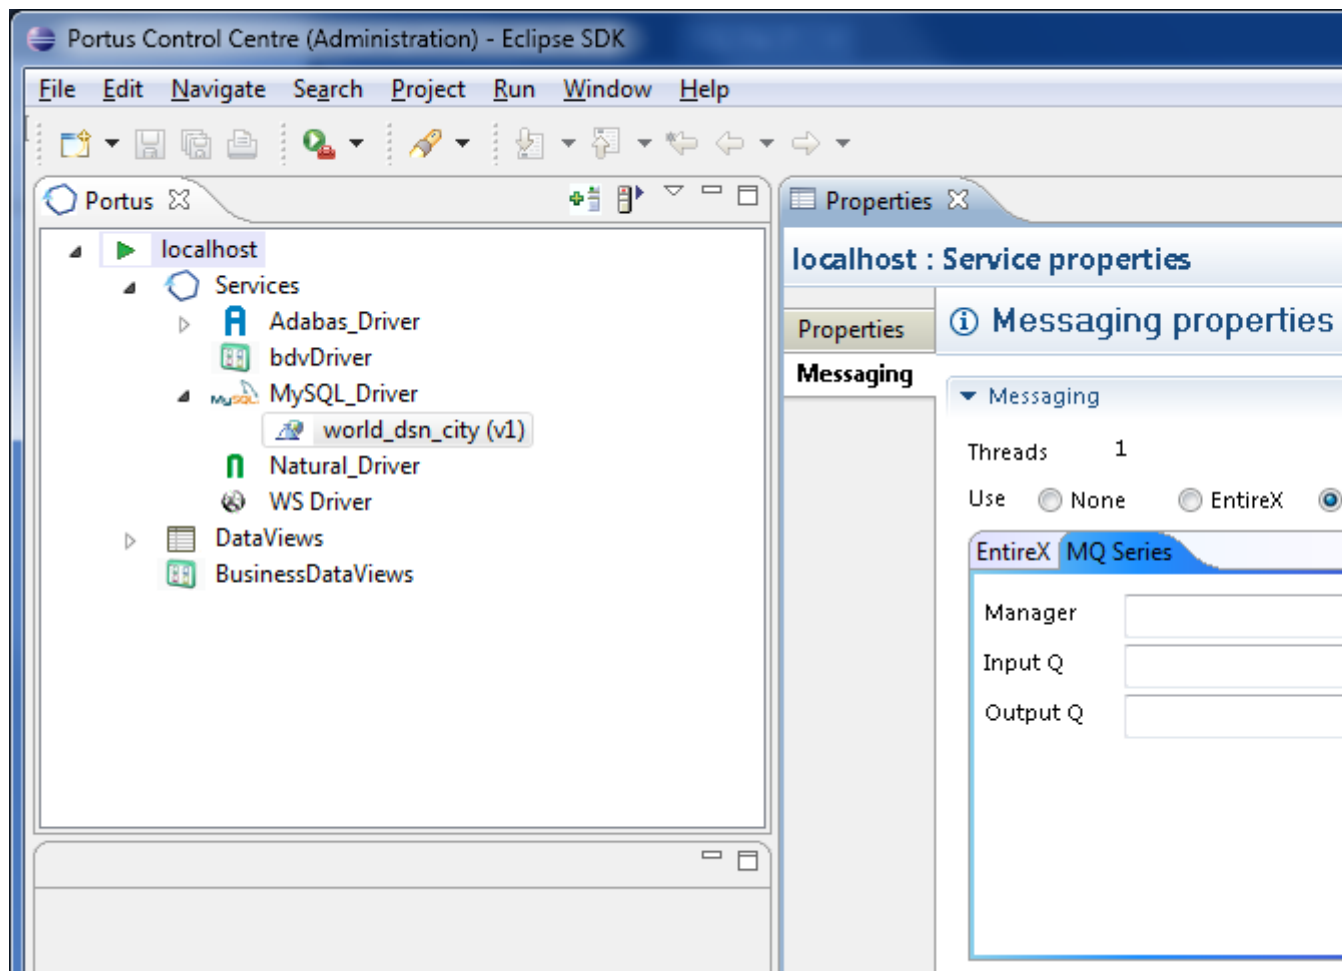 Portus Control Centre (Administration) - Eclipse SDK
File Edit Navigate Search Project Run Window Help
Portus
localhost
Services
Adabas_Driver
bdvDriver
MySQL MySQL_Driver
world_dsn_city (v1)
Natural_Driver
WS Driver
DataViews
BusinessDataViews
Properties
localhost : Service properties
Properties
Messaging
Messaging properties
Messaging
Threads 1
Use None EntireX
EntireX MQ Series
Manager
Input Q
Output Q